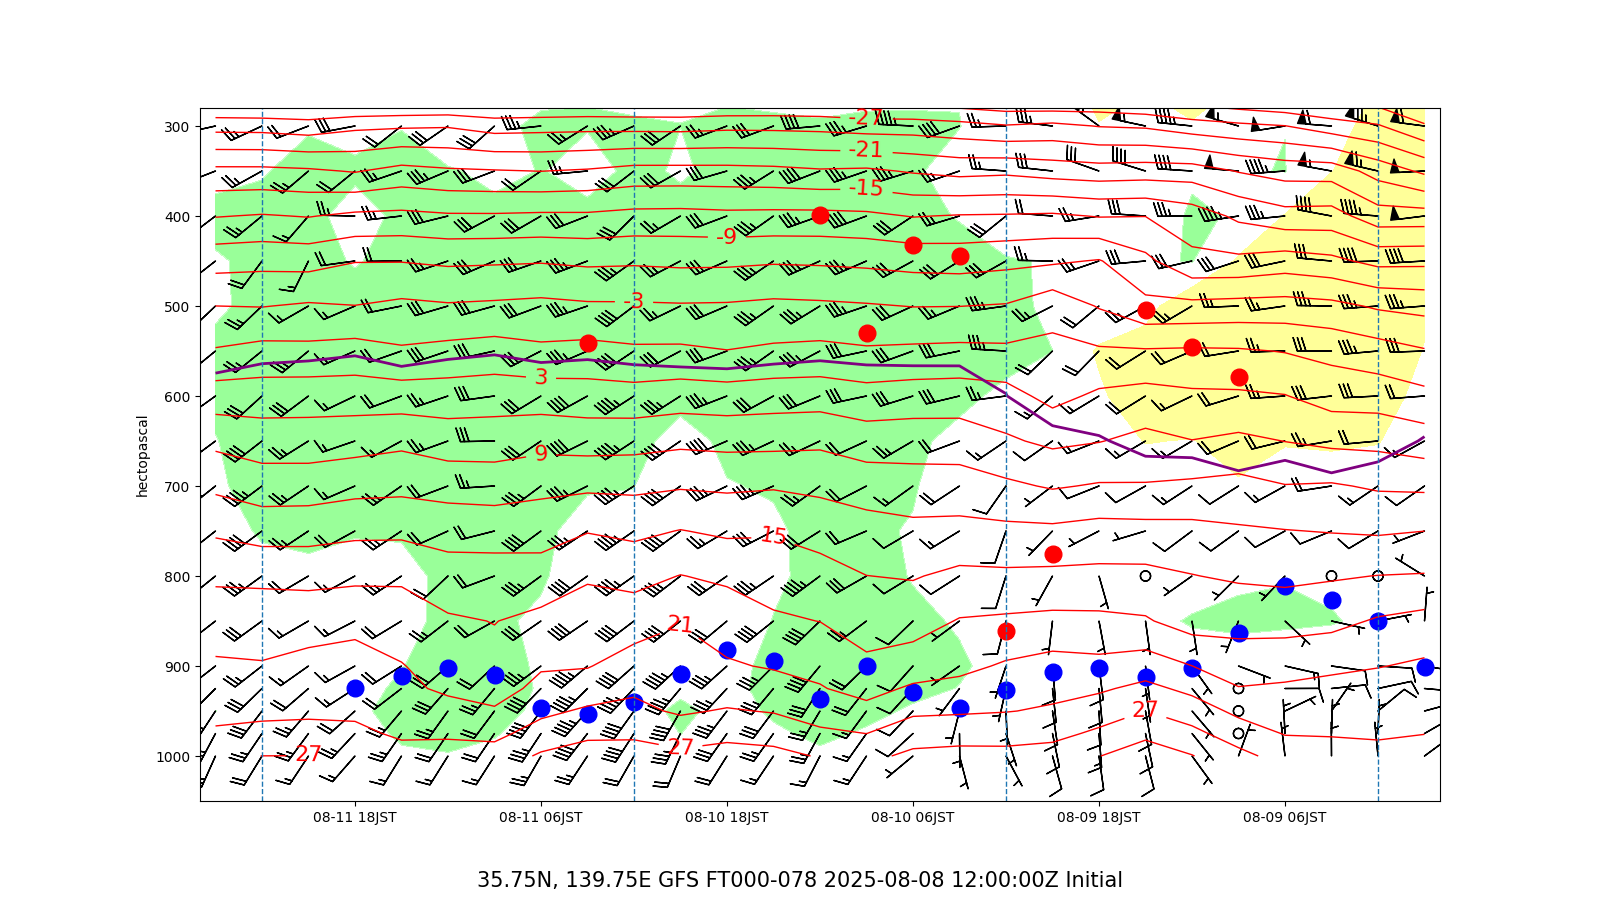 300
400
500
600
700
800
900
1000
hectopascal
-27
-21
-15
-9
-3
3
9
15
21
27
27
27
08-11 18JST
08-11 06JST
08-10 18JST
08-10 06JST
08-09 18JST
08-09 06JST
35.75N, 139.75E GFS FT000-078 2025-08-08 12:00:00Z Initial